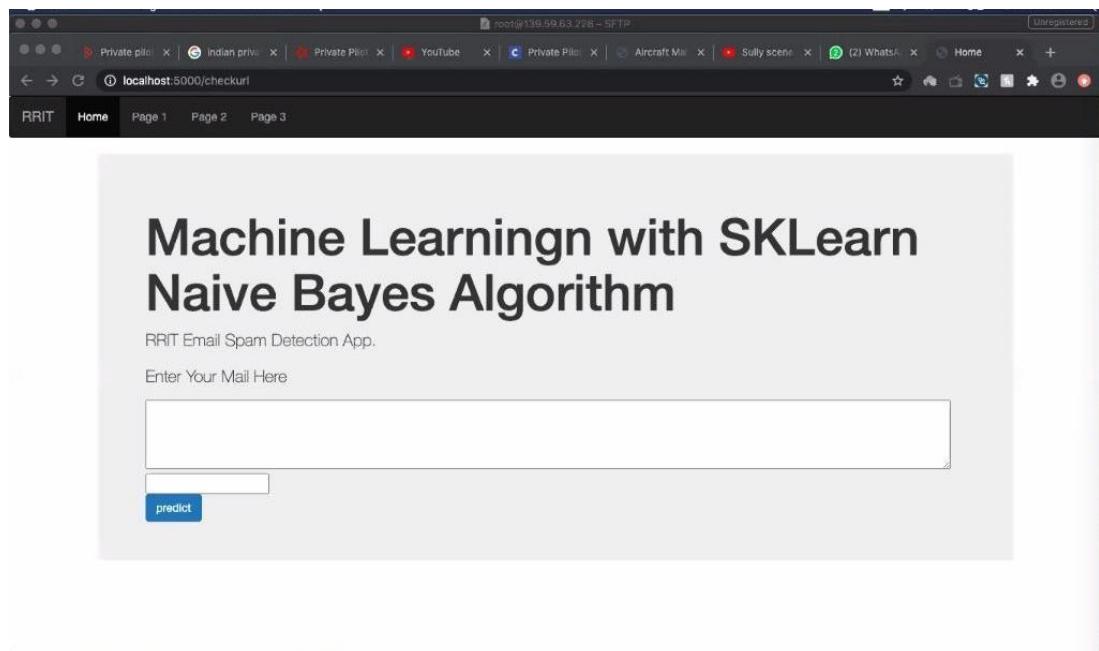 root@139.59.63.228 – SFTP
Unregistered
Private pilo
Indian priva
Private Pilot
YouTube
Private Pilot
Aircraft Mar
Sully scene
(2) WhatsA
Home
localhost:5000/checkurl
RRIT Home Page 1 Page 2 Page 3
Machine Learningn with SKLearn
Naive Bayes Algorithm
RRIT Email Spam Detection App.
Enter Your Mail Here
predict